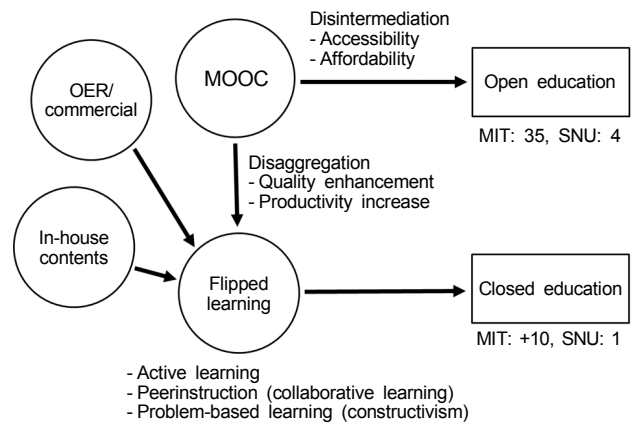 Disintermediation
- Accessibility
- Affordability
OER/
commercial
MOOC
Open education
MIT: 35, SNU: 4
Disaggregation
- Quality enhancement
- Productivity increase
In-house
contents
Flipped
learning
Closed education
MIT: +10, SNU: 1
- Active learning
- Peerinstruction (collaborative learning)
- Problem-based learning (constructivism)